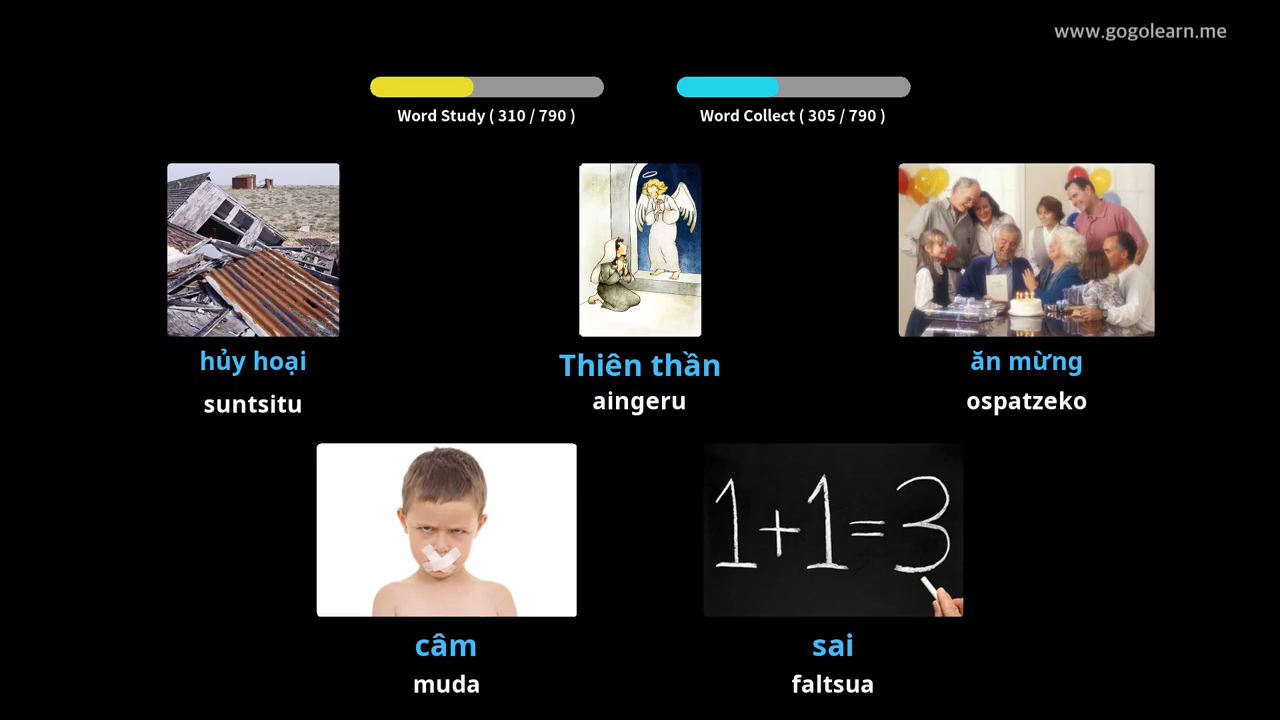 www.gogolearn.me
Word Study ( 310 / 790 )
Word Collect ( 305 / 790 )
hủy hoại
suntsitu
Thiên thần
aingeru
ăn mừng
ospatzeko
1+1=3
câm
muda
sai
faltsua